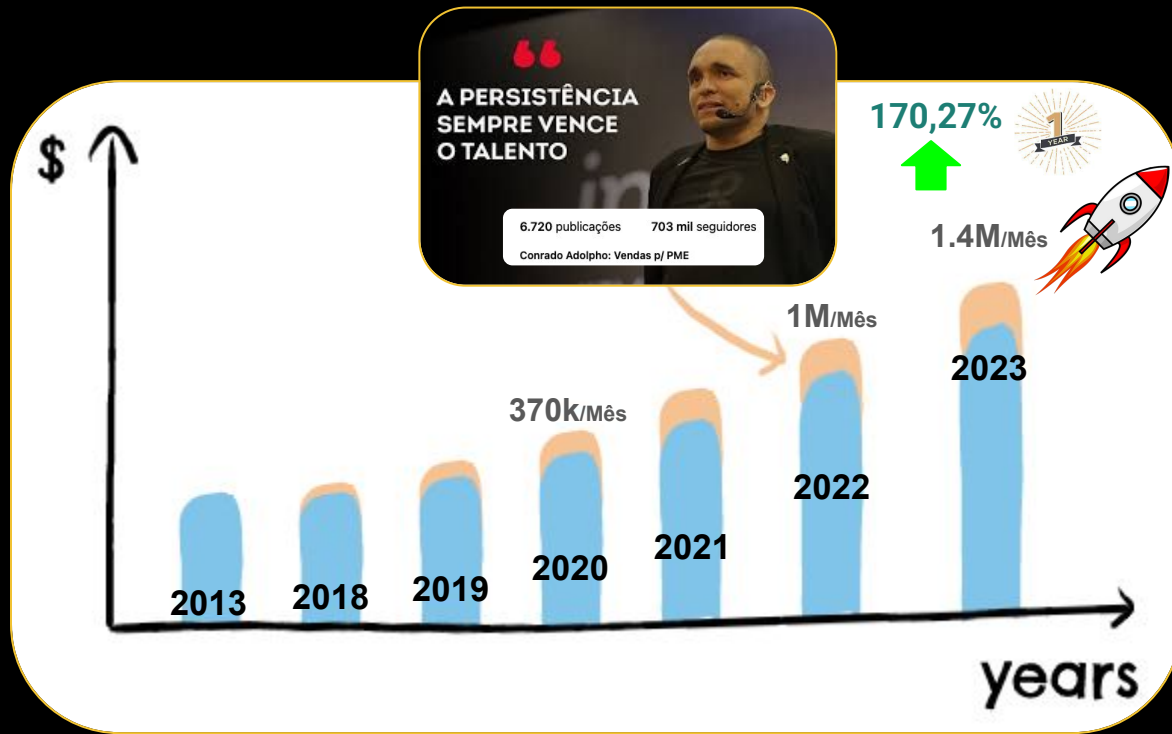 A PERSISTÊNCIA
SEMPRE VENCE
O TALENTO
6.720 publicações 703 mil seguidores
Conrado Adolpho: Vendas p/ PME
170,27%
1
YEAR
$
1.4M/Mês
1M/Mês
370k/Mês
2013
2018
2019
2020
2021
2022
2023
years